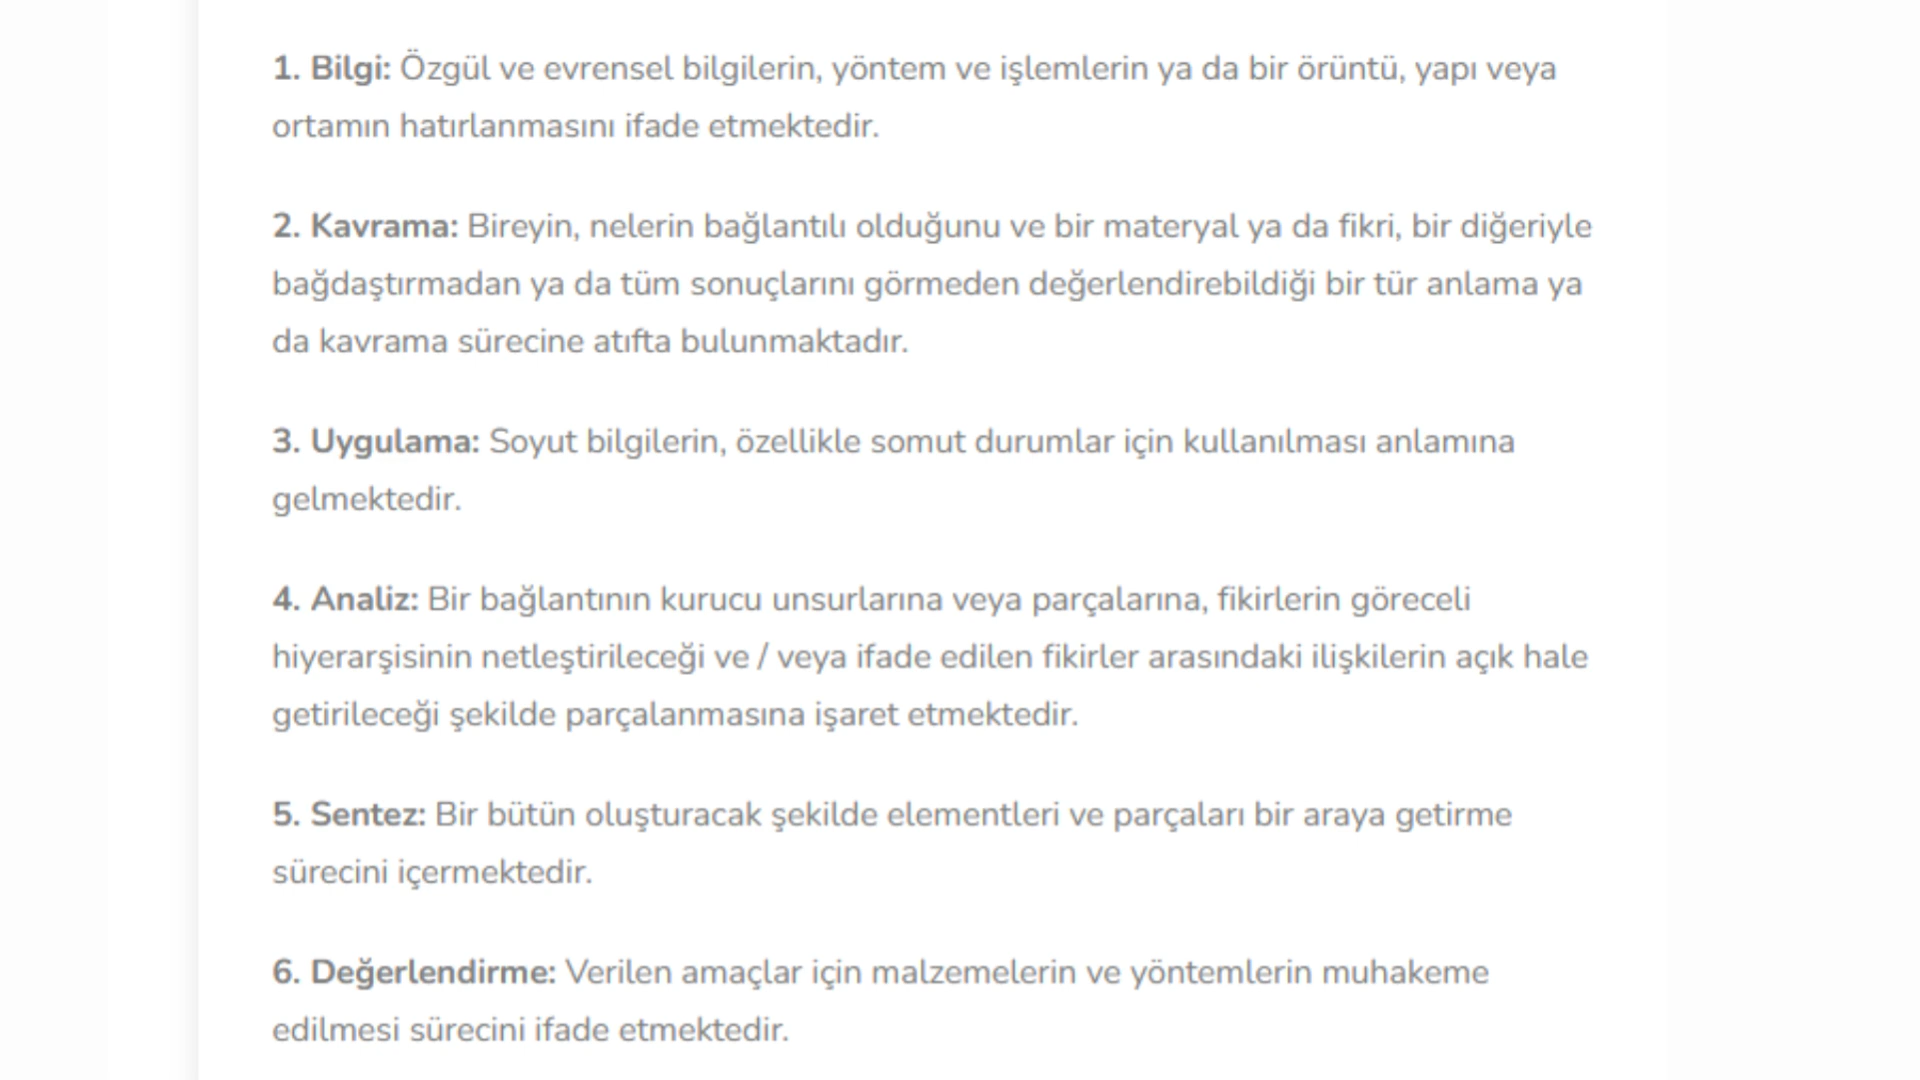 1. Bilgi: Özgül ve evrensel bilgilerin, yöntem ve işlemlerin ya da bir örüntü, yapı veya
ortamın hatırlanmasını ifade etmektedir.
2. Kavrama: Bireyin, nelerin bağlantılı olduğunu ve bir materyal ya da fikri, bir diğeriyle
bağdaştırmadan ya da tüm sonuçlarını görmeden değerlendirebildiği bir tür anlama ya
da kavrama sürecine atıfta bulunmaktadır.
3. Uygulama: Soyut bilgilerin, özellikle somut durumlar için kullanılması anlamına
gelmektedir.
4. Analiz: Bir bağlantının kurucu unsurlarına veya parçalarına, fikirlerin göreceli
hiyerarşisinin netleştirileceği ve / veya ifade edilen fikirler arasındaki ilişkilerin açık hale
getirileceği şekilde parçalanmasına işaret etmektedir.
5. Sentez: Bir bütün oluşturacak şekilde elementleri ve parçaları bir araya getirme
sürecini içermektedir.
6. Değerlendirme: Verilen amaçlar için malzemelerin ve yöntemlerin muhakeme
edilmesi sürecini ifade etmektedir.